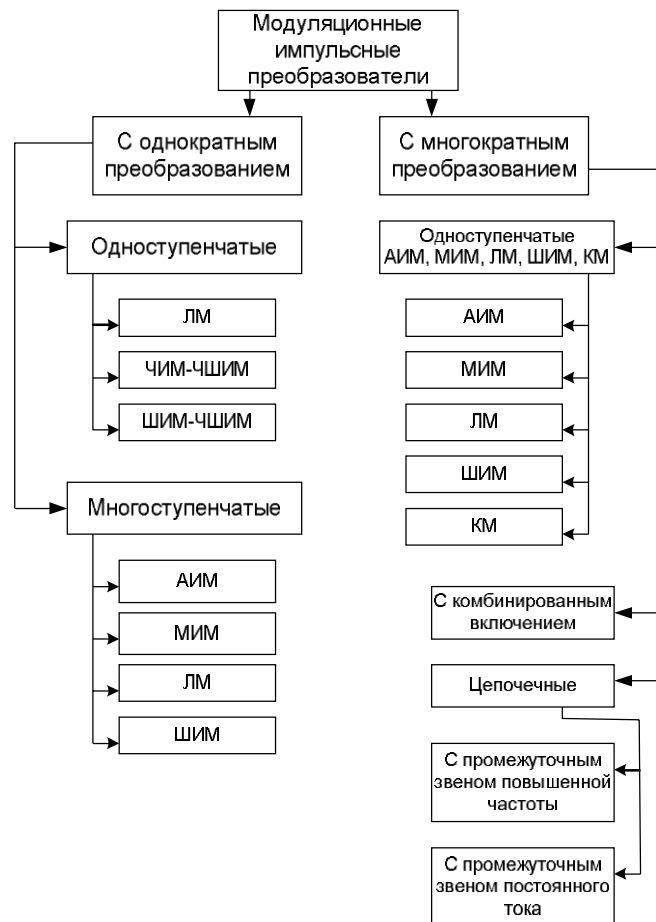 Модуляционные
импульсные
преобразователи
С однократным
преобразованием
С многократным
преобразованием
Одноступенчатые
ЛМ
ЧИМ-ЧШИМ
ШИМ-ЧШИМ
Многоступенчатые
АИМ
МИМ
ЛМ
ШИМ
Одноступенчатые
АИМ, МИМ, ЛМ, ШИМ, КМ
АИМ
МИМ
ЛМ
ШИМ
КМ
С комбинированным
включением
Цепочечные
С промежуточным
звеном повышенной
частоты
С промежуточным
звеном постоянного
тока